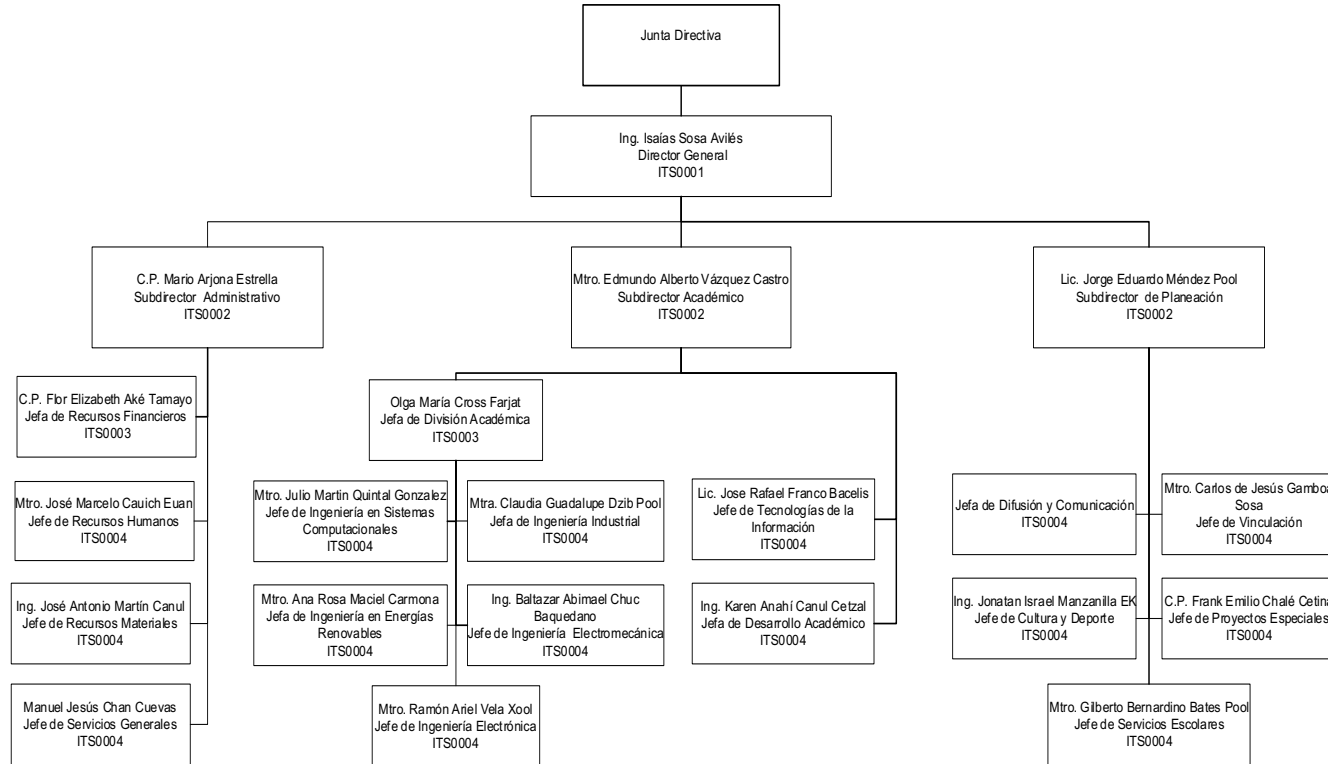 Junta Directiva
Ing. Isaías Sosa Avilés
Director General
ITS0001
C.P. Mario Arjona Estrella
Subdirector Administrativo
ITS0002
Mtro. Edmundo Alberto Vázquez Castro
Subdirector Académico
ITS0002
Lic. Jorge Eduardo Méndez Pool
Subdirector de Planeación
ITS0002
C.P. Flor Elizabeth Aké Tamayo
Jefa de Recursos Financieros
ITS0003
Mtro. José Marcelo Cauich Euan
Jefe de Recursos Humanos
ITS0004
Ing. José Antonio Martín Canul
Jefe de Recursos Materiales
ITS0004
Manuel Jesús Chan Cuevas
Jefe de Servicios Generales
ITS0004
Olga María Cross Farjat
Jefa de División Académica
ITS0003
Mtro. Julio Martin Quintal Gonzalez
Jefe de Ingeniería en Sistemas
Computacionales
ITS0004
Mtra. Claudia Guadalupe Dzib Pool
Jefa de Ingeniería Industrial
ITS0004
Mtro. Ana Rosa Maciel Carmona
Jefa de Ingeniería en Energías
Renovables
ITS0004
Ing. Baltazar Abimael Chuc
Baquedano
Jefe de Ingeniería Electromecánica
ITS0004
Mtro. Ramón Ariel Vela Xool
Jefe de Ingeniería Electrónica
ITS0004
Lic. Jose Rafael Franco Bacelis
Jefe de Tecnologías de la
Información
ITS0004
Ing. Karen Anahí Canul Cetzal
Jefa de Desarrollo Académico
ITS0004
Jefa de Difusión y Comunicación
ITS0004
Mtro. Carlos de Jesús Gamboa
Sosa
Jefe de Vinculación
ITS0004
Ing. Jonatan Israel Manzanilla EK
Jefe de Cultura y Deporte
ITS0004
C.P. Frank Emilio Chalé Cetina
Jefe de Proyectos Especiales
ITS0004
Mtro. Gilberto Bernardino Bates Pool
Jefe de Servicios Escolares
ITS0004